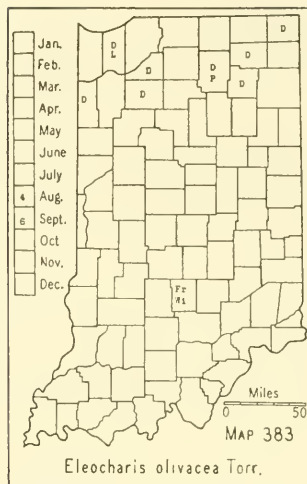 Jan.
Feb.
Mar.
Apr.
May
June
July
4 Aug.
6 Sept.
Oct
Nov.
Dec.
D
D
L
D
D
D
P
D
D
D
Fr
Wi
Miles
0 50
MAP 383
Eleocharis olivacea Torr.